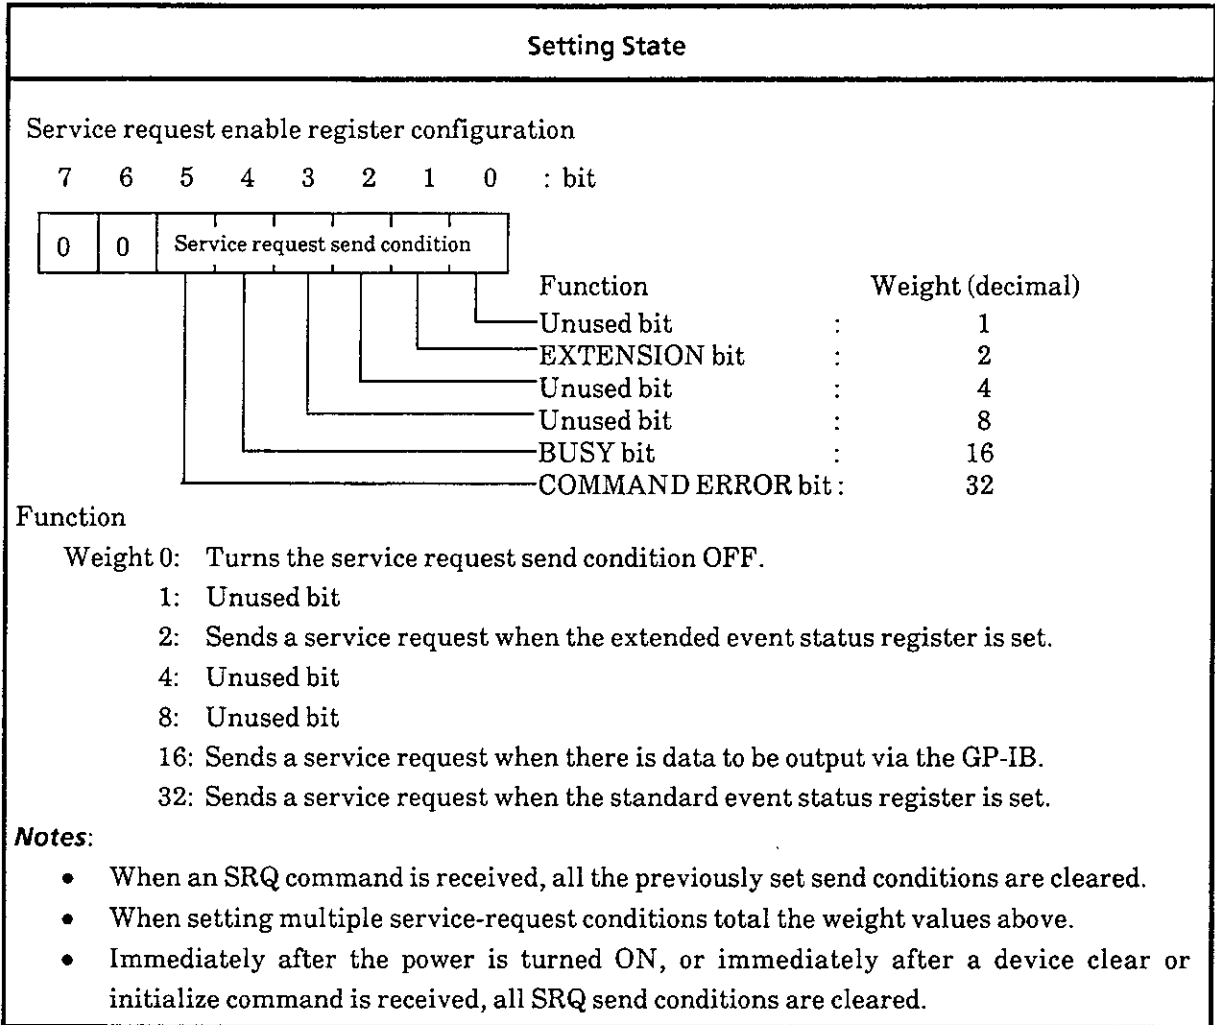 Setting State
Service request enable register configuration
7 6 5 4 3 2 1 0 : bit
0 0 Service request send condition
Function Weight (decimal)
Unused bit : 1
EXTENSION bit : 2
Unused bit : 4
Unused bit : 8
BUSY bit : 16
COMMAND ERROR bit : 32
Function
Weight 0: Turns the service request send condition OFF.
1: Unused bit
2: Sends a service request when the extended event status register is set.
4: Unused bit
8: Unused bit
16: Sends a service request when there is data to be output via the GP-IB.
32: Sends a service request when the standard event status register is set.
Notes:
• When an SRQ command is received, all the previously set send conditions are cleared.
• When setting multiple service-request conditions total the weight values above.
• Immediately after the power is turned ON, or immediately after a device clear or
initialize command is received, all SRQ send conditions are cleared.